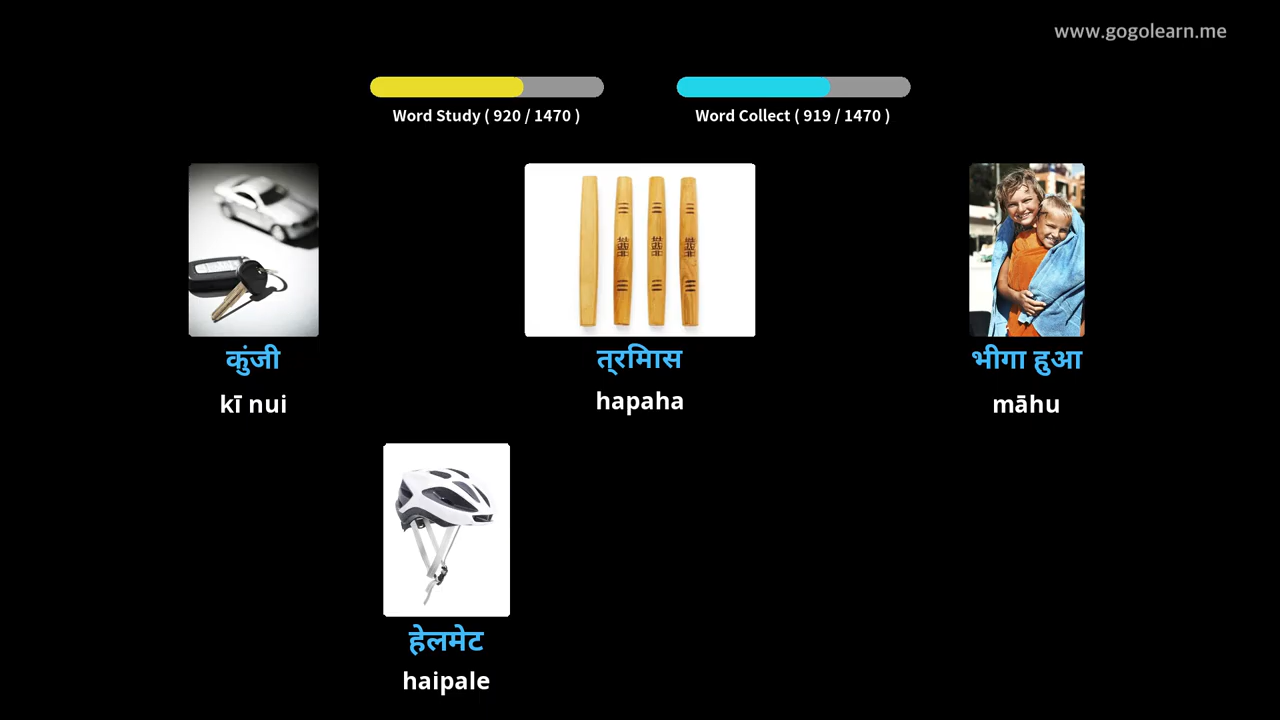 www.gogolearn.me
Word Study ( 920 / 1470 )
Word Collect ( 919 / 1470 )
कुंजी
त्रमिास
भीगा हुआ
kī nui
hapaha
māhu
हेलमेट
haipale